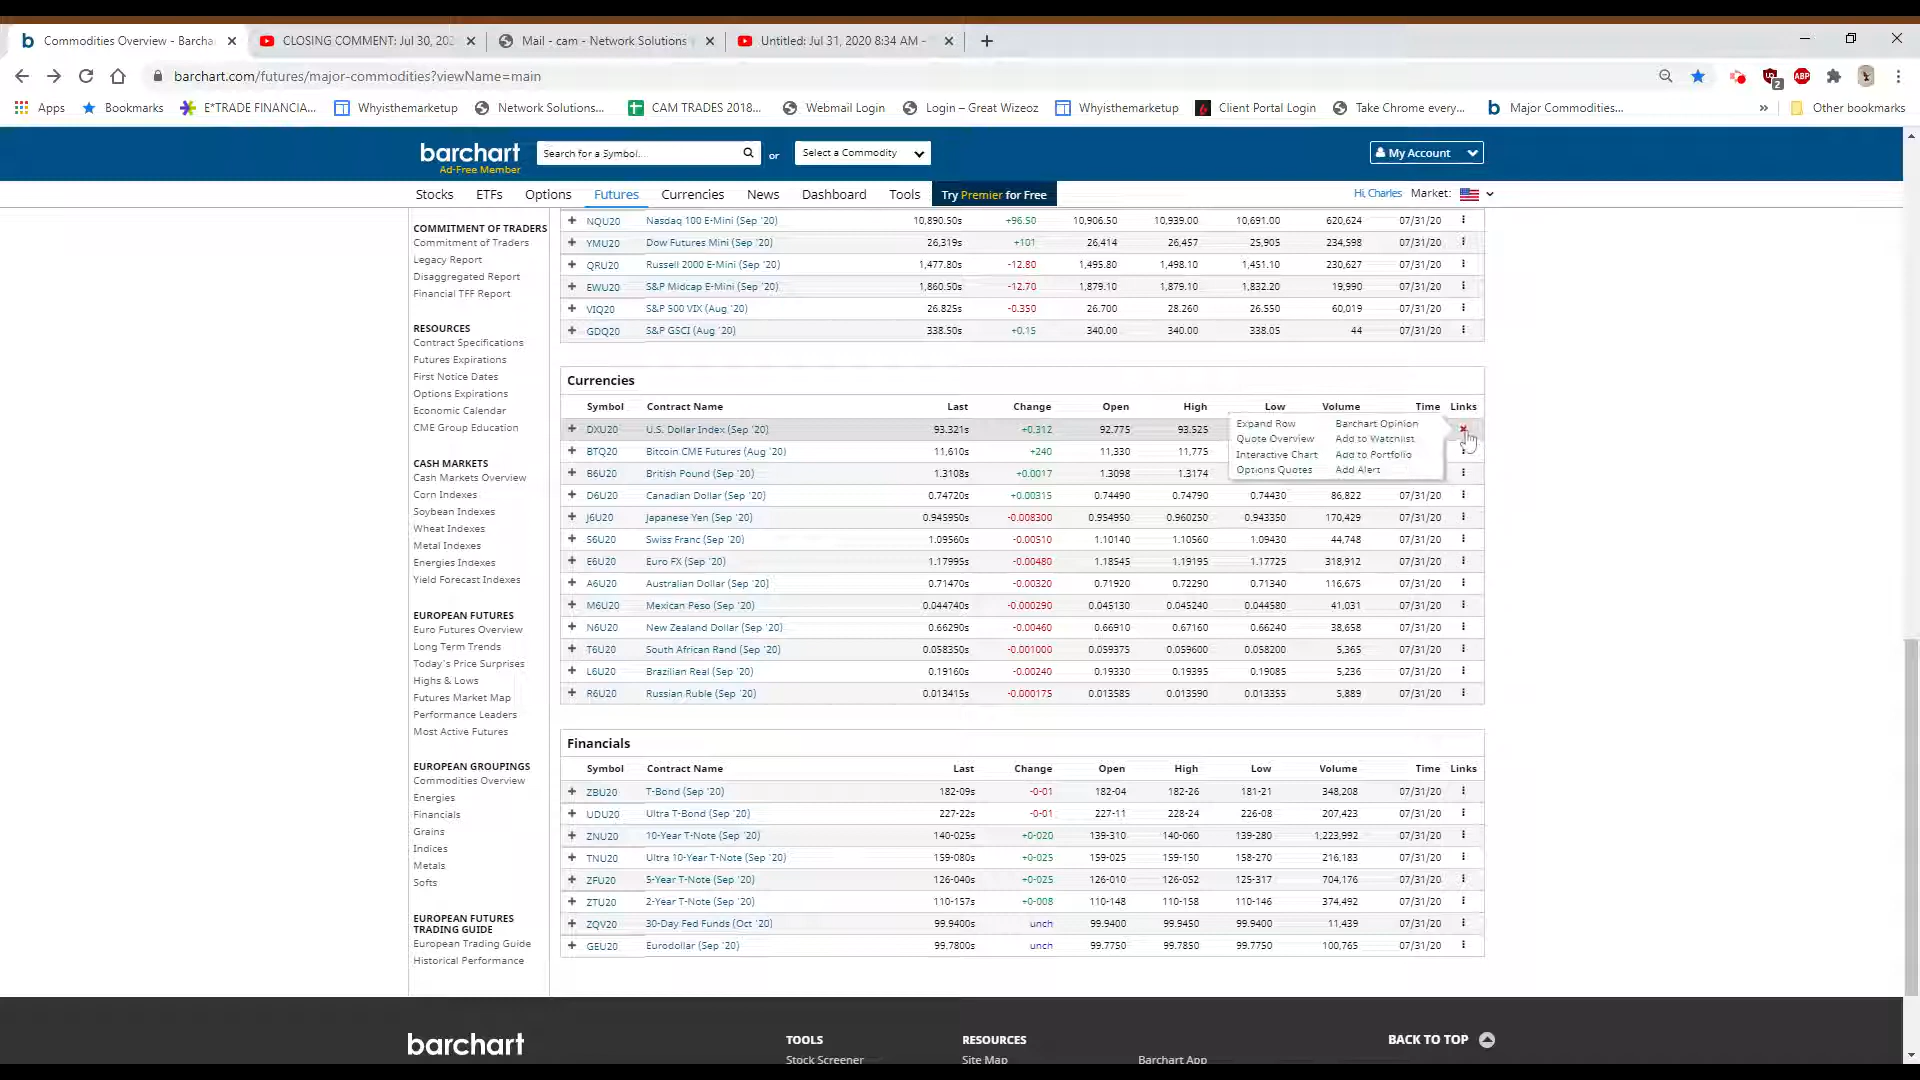 Commodities Overview - Barcha
CLOSING COMMENT: Jul 30, 202
Mail - cam - Network Solutions
Untitled: Jul 31, 2020 8:34 AM -
barchart.com/futures/major-commodities?viewName=main
2
ABP
Apps Bookmarks E*TRADE FINANCIA... Whyisthemarketup Network Solutions... CAM TRADES 2018... Webmail Login Login – Great Wizeoz Whyisthemarketup Client Portal Login Take Chrome every... Major Commodities... » Other bookmarks
barchart
Ad-Free Member
Search for a Symbol...
or
Select a Commodity
My Account
Stocks ETFs Options Futures Currencies News Dashboard Tools Try Premier for Free
Hi, Charles Market:
COMMITMENT OF TRADERS
Commitment of Traders
Legacy Report
Disaggregated Report
Financial TFF Report
RESOURCES
Contract Specifications
Futures Expirations
First Notice Dates
Options Expirations
Economic Calendar
CME Group Education
CASH MARKETS
Cash Markets Overview
Corn Indexes
Soybean Indexes
Wheat Indexes
Metal Indexes
Energies Indexes
Yield Forecast Indexes
EUROPEAN FUTURES
Euro Futures Overview
Long Term Trends
Today's Price Surprises
Highs & Lows
Futures Market Map
Performance Leaders
Most Active Futures
EUROPEAN GROUPINGS
Commodities Overview
Energies
Financials
Grains
Indices
Metals
Softs
EUROPEAN FUTURES
TRADING GUIDE
European Trading Guide
Historical Performance
+ NQU20 Nasdaq 100 E-Mini (Sep '20) 10,890.50s +96.50 10,906.50 10,939.00 10,691.00 620,624 07/31/20
+ YMU20 Dow Futures Mini (Sep '20) 26,319s +101 26,414 26,457 25,905 234,598 07/31/20
+ QRU20 Russell 2000 E-Mini (Sep '20) 1,477.80s -12.80 1,495.80 1,498.10 1,451.10 230,627 07/31/20
+ EWU20 S&P Midcap E-Mini (Sep '20) 1,860.50s -12.70 1,879.10 1,879.10 1,832.20 19,990 07/31/20
+ VIQ20 S&P 500 VIX (Aug '20) 26.825s -0.350 26.700 28.260 26.550 60,019 07/31/20
+ GDQ20 S&P GSCI (Aug '20) 338.50s +0.15 340.00 340.00 338.05 44 07/31/20
Currencies
Symbol Contract Name Last Change Open High Low Volume Time Links
+ DXU20 U.S. Dollar Index (Sep '20) 93.321s +0.312 92.775 93.525
+ BTQ20 Bitcoin CME Futures (Aug '20) 11,610s +240 11,330 11,775
+ B6U20 British Pound (Sep '20) 1.3108s +0.0017 1.3098 1.3174
Expand Row Barchart Opinion
Quote Overview Add to Watchlist
Interactive Chart Add to Portfolio
Options Quotes Add Alert
+ D6U20 Canadian Dollar (Sep '20) 0.74720s +0.00315 0.74490 0.74790 0.74430 86,822 07/31/20
+ J6U20 Japanese Yen (Sep '20) 0.945950s -0.008300 0.954950 0.960250 0.943350 170,429 07/31/20
+ S6U20 Swiss Franc (Sep '20) 1.09560s -0.00510 1.10140 1.10560 1.09430 44,748 07/31/20
+ E6U20 Euro FX (Sep '20) 1.17995s -0.00480 1.18545 1.19195 1.17725 318,912 07/31/20
+ A6U20 Australian Dollar (Sep '20) 0.71470s -0.00320 0.71920 0.72290 0.71340 116,675 07/31/20
+ M6U20 Mexican Peso (Sep '20) 0.044740s -0.000290 0.045130 0.045240 0.044580 41,031 07/31/20
+ N6U20 New Zealand Dollar (Sep '20) 0.66290s -0.00460 0.66910 0.67160 0.66240 38,658 07/31/20
+ T6U20 South African Rand (Sep '20) 0.058350s -0.001000 0.059375 0.059600 0.058200 5,365 07/31/20
+ L6U20 Brazilian Real (Sep '20) 0.19160s -0.00240 0.19330 0.19395 0.19085 5,236 07/31/20
+ R6U20 Russian Ruble (Sep '20) 0.013415s -0.000175 0.013585 0.013590 0.013355 5,889 07/31/20
Financials
Symbol Contract Name Last Change Open High Low Volume Time Links
+ ZBU20 T-Bond (Sep '20) 182-09s -0-01 182-04 182-26 181-21 348,208 07/31/20
+ UDU20 Ultra T-Bond (Sep '20) 227-22s -0-01 227-11 228-24 226-08 207,423 07/31/20
+ ZNU20 10-Year T-Note (Sep '20) 140-025s +0-020 139-310 140-060 139-280 1,223,992 07/31/20
+ TNU20 Ultra 10-Year T-Note (Sep '20) 159-080s +0-025 159-025 159-150 158-270 216,183 07/31/20
+ ZFU20 5-Year T-Note (Sep '20) 126-040s +0-025 126-010 126-052 125-317 704,176 07/31/20
+ ZTU20 2-Year T-Note (Sep '20) 110-157s +0-008 110-148 110-158 110-146 374,492 07/31/20
+ ZQV20 30-Day Fed Funds (Oct '20) 99.9400s unch 99.9400 99.9450 99.9400 11,439 07/31/20
+ GEU20 Eurodollar (Sep '20) 99.7800s unch 99.7750 99.7850 99.7750 100,765 07/31/20
barchart
TOOLS
Stock Screener
RESOURCES
Site Map
Barchart App
BACK TO TOP